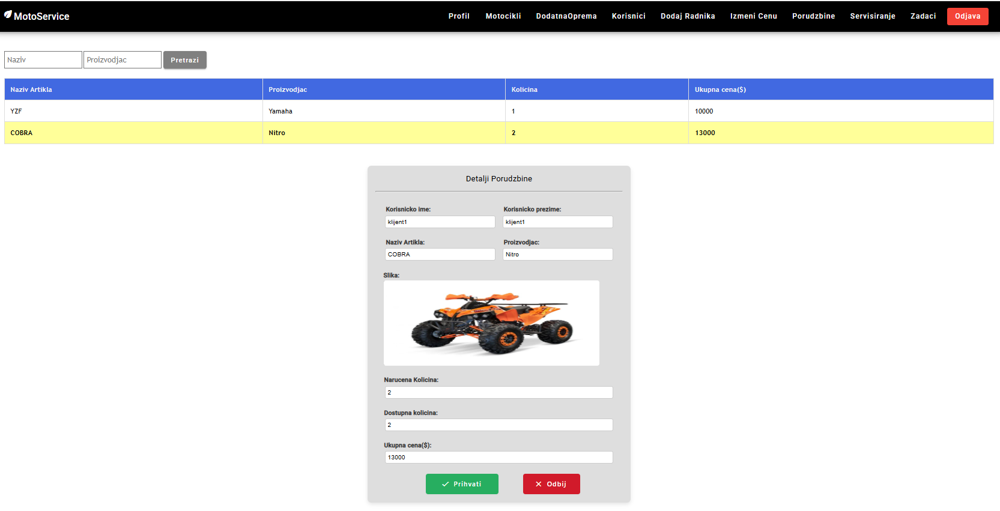 MotoService Profil Motocikli DodatnaOprema Korisnici Dodaj Radnika Izmeni Cenu Porudzbine Servisiranje Zadaci Odjava
Naziv Proizvodjac Pretrazi
Naziv Artikla Proizvodjac Kolicina Ukupna cena($)
YZF Yamaha 1 10000
COBRA Nitro 2 13000
Detalji Porudzbine
Korisnicko ime: Korisnicko prezime:
klijent1 klijent1
Naziv Artikla: Proizvodjac:
COBRA Nitro
Slika:
Narucena Kolicina:
2
Dostupna kolicina:
2
Ukupna cena($):
13000
Prihvati Odbij